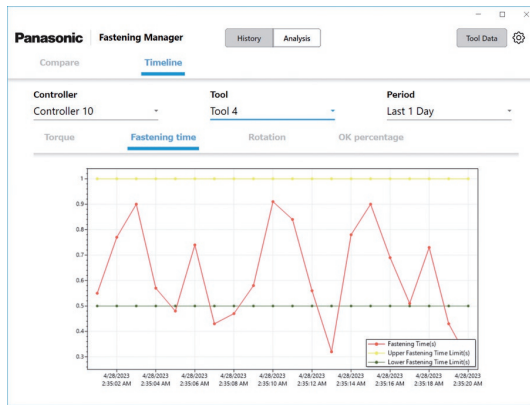 Panasonic Fastening Manager History Analysis Tool Data
Compare Timeline
Controller Tool Period
Controller 10 Tool 4 Last 1 Day
Torque Fastening time Rotation OK percentage
1
0.9
0.8
0.7
0.6
0.5
0.4
0.3
Fastening Time(s)
Upper Fastening Time Limit(s)
Lower Fastening Time Limit(s)
4/28/2023 4/28/2023 4/28/2023 4/28/2023 4/28/2023 4/28/2023 4/28/2023 4/28/2023 4/28/2023 4/28/2023
2:35:02 AM 2:35:04 AM 2:35:06 AM 2:35:08 AM 2:35:10 AM 2:35:12 AM 2:35:14 AM 2:35:16 AM 2:35:18 AM 2:35:20 AM